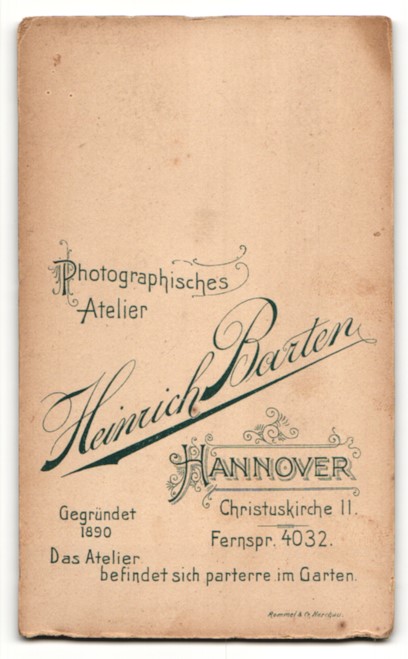 Photographisches
Atelier
Heinrich Barten
HANNOVER
Christuskirche 11.
Gegründet
1890
Fernspr. 4032.
Das Atelier
befindet sich parterre im Garten.